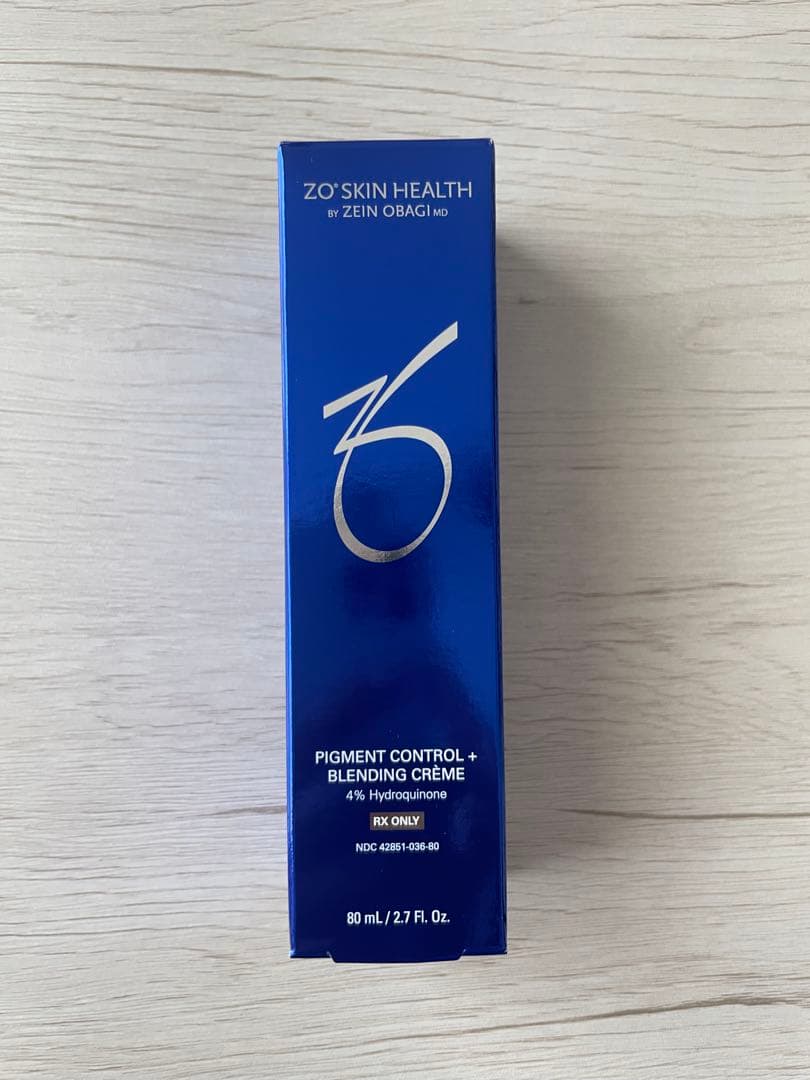 ZO® SKIN HEALTH
BY ZEIN OBAGI MD
ZO
PIGMENT CONTROL +
BLENDING CRÈME
4% Hydroquinone
RX ONLY
NDC 42851-036-80
80 mL / 2.7 Fl. Oz.